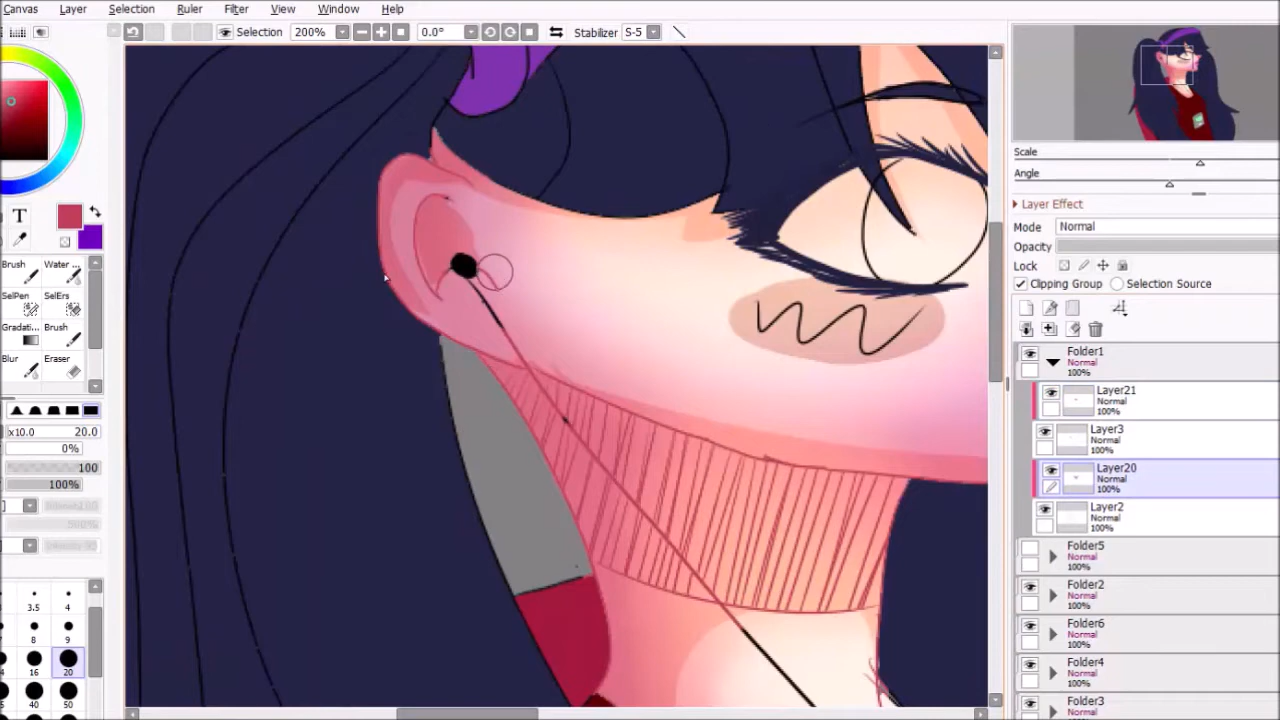 Canvas Layer Selection Ruler Filter View Window Help
Selection 200% 0.0° Stabilizer S-5
Scale
Angle
Layer Effect
Mode Normal
Opacity
Lock
Clipping Group Selection Source
T
Brush Water ...
SelPen SelErs
Gradati... Brush
Blur Eraser
x10.0 20.0
0%
100
100%
3.5 4
8 9
16 20
40 50
Folder1
Normal
100%
Layer21
Normal
100%
Layer3
Normal
100%
Layer20
Normal
100%
Layer2
Normal
100%
Folder5
Normal
100%
Folder2
Normal
100%
Folder6
Normal
100%
Folder4
Normal
100%
Folder3
Normal